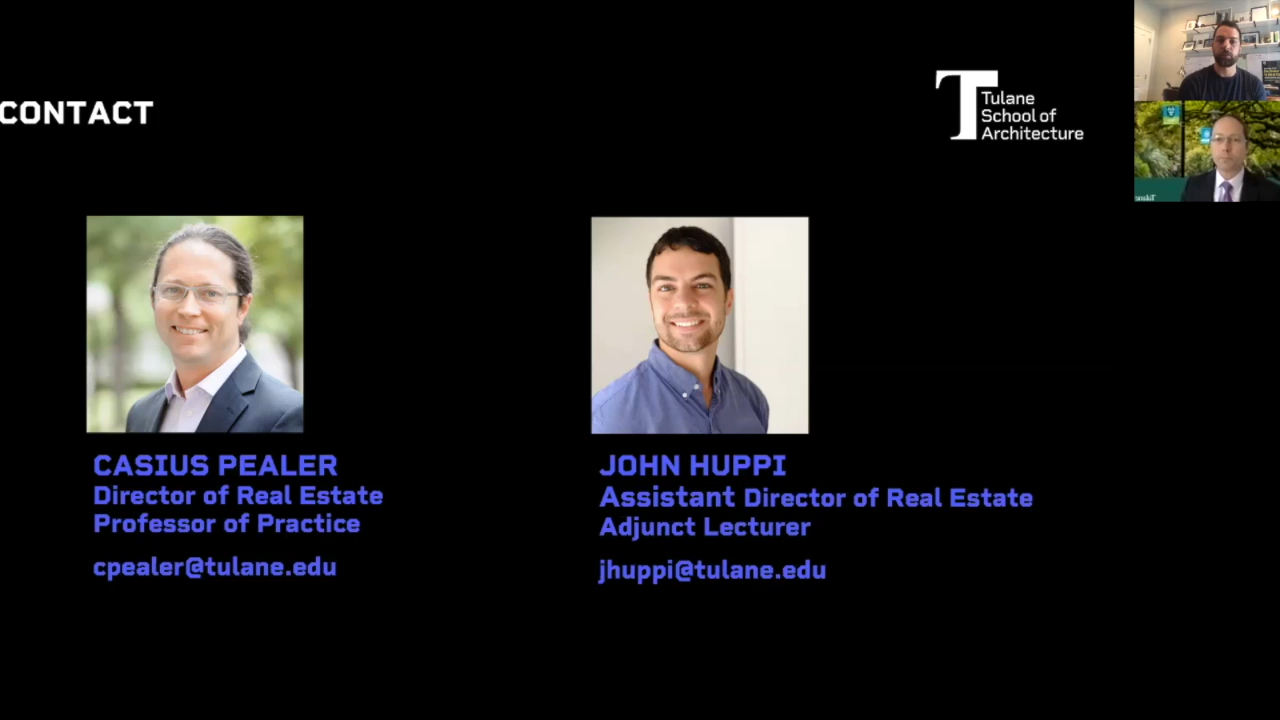 CONTACT
Tulane
School of
Architecture
CASIUS PEALER
Director of Real Estate
Professor of Practice
cpealer@tulane.edu
JOHN HUPPI
Assistant Director of Real Estate
Adjunct Lecturer
jhuppi@tulane.edu